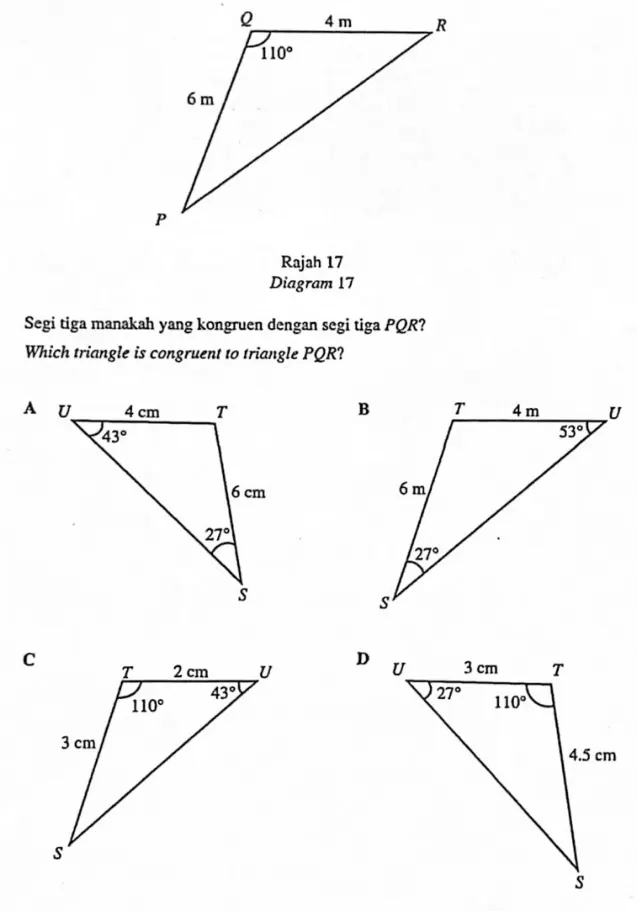 Q 4 m R
110°
6 m
P
Rajah 17
Diagram 17
Segi tiga manakah yang kongruen dengan segi tiga PQR?
Which triangle is congruent to triangle PQR?
A U 4 cm T
43°
6 cm
27°
S
B T 4 m U
53°
6 m
27°
S
C
T 2 cm U
110° 43°
3 cm
S
D U 3 cm T
27° 110°
4.5 cm
S